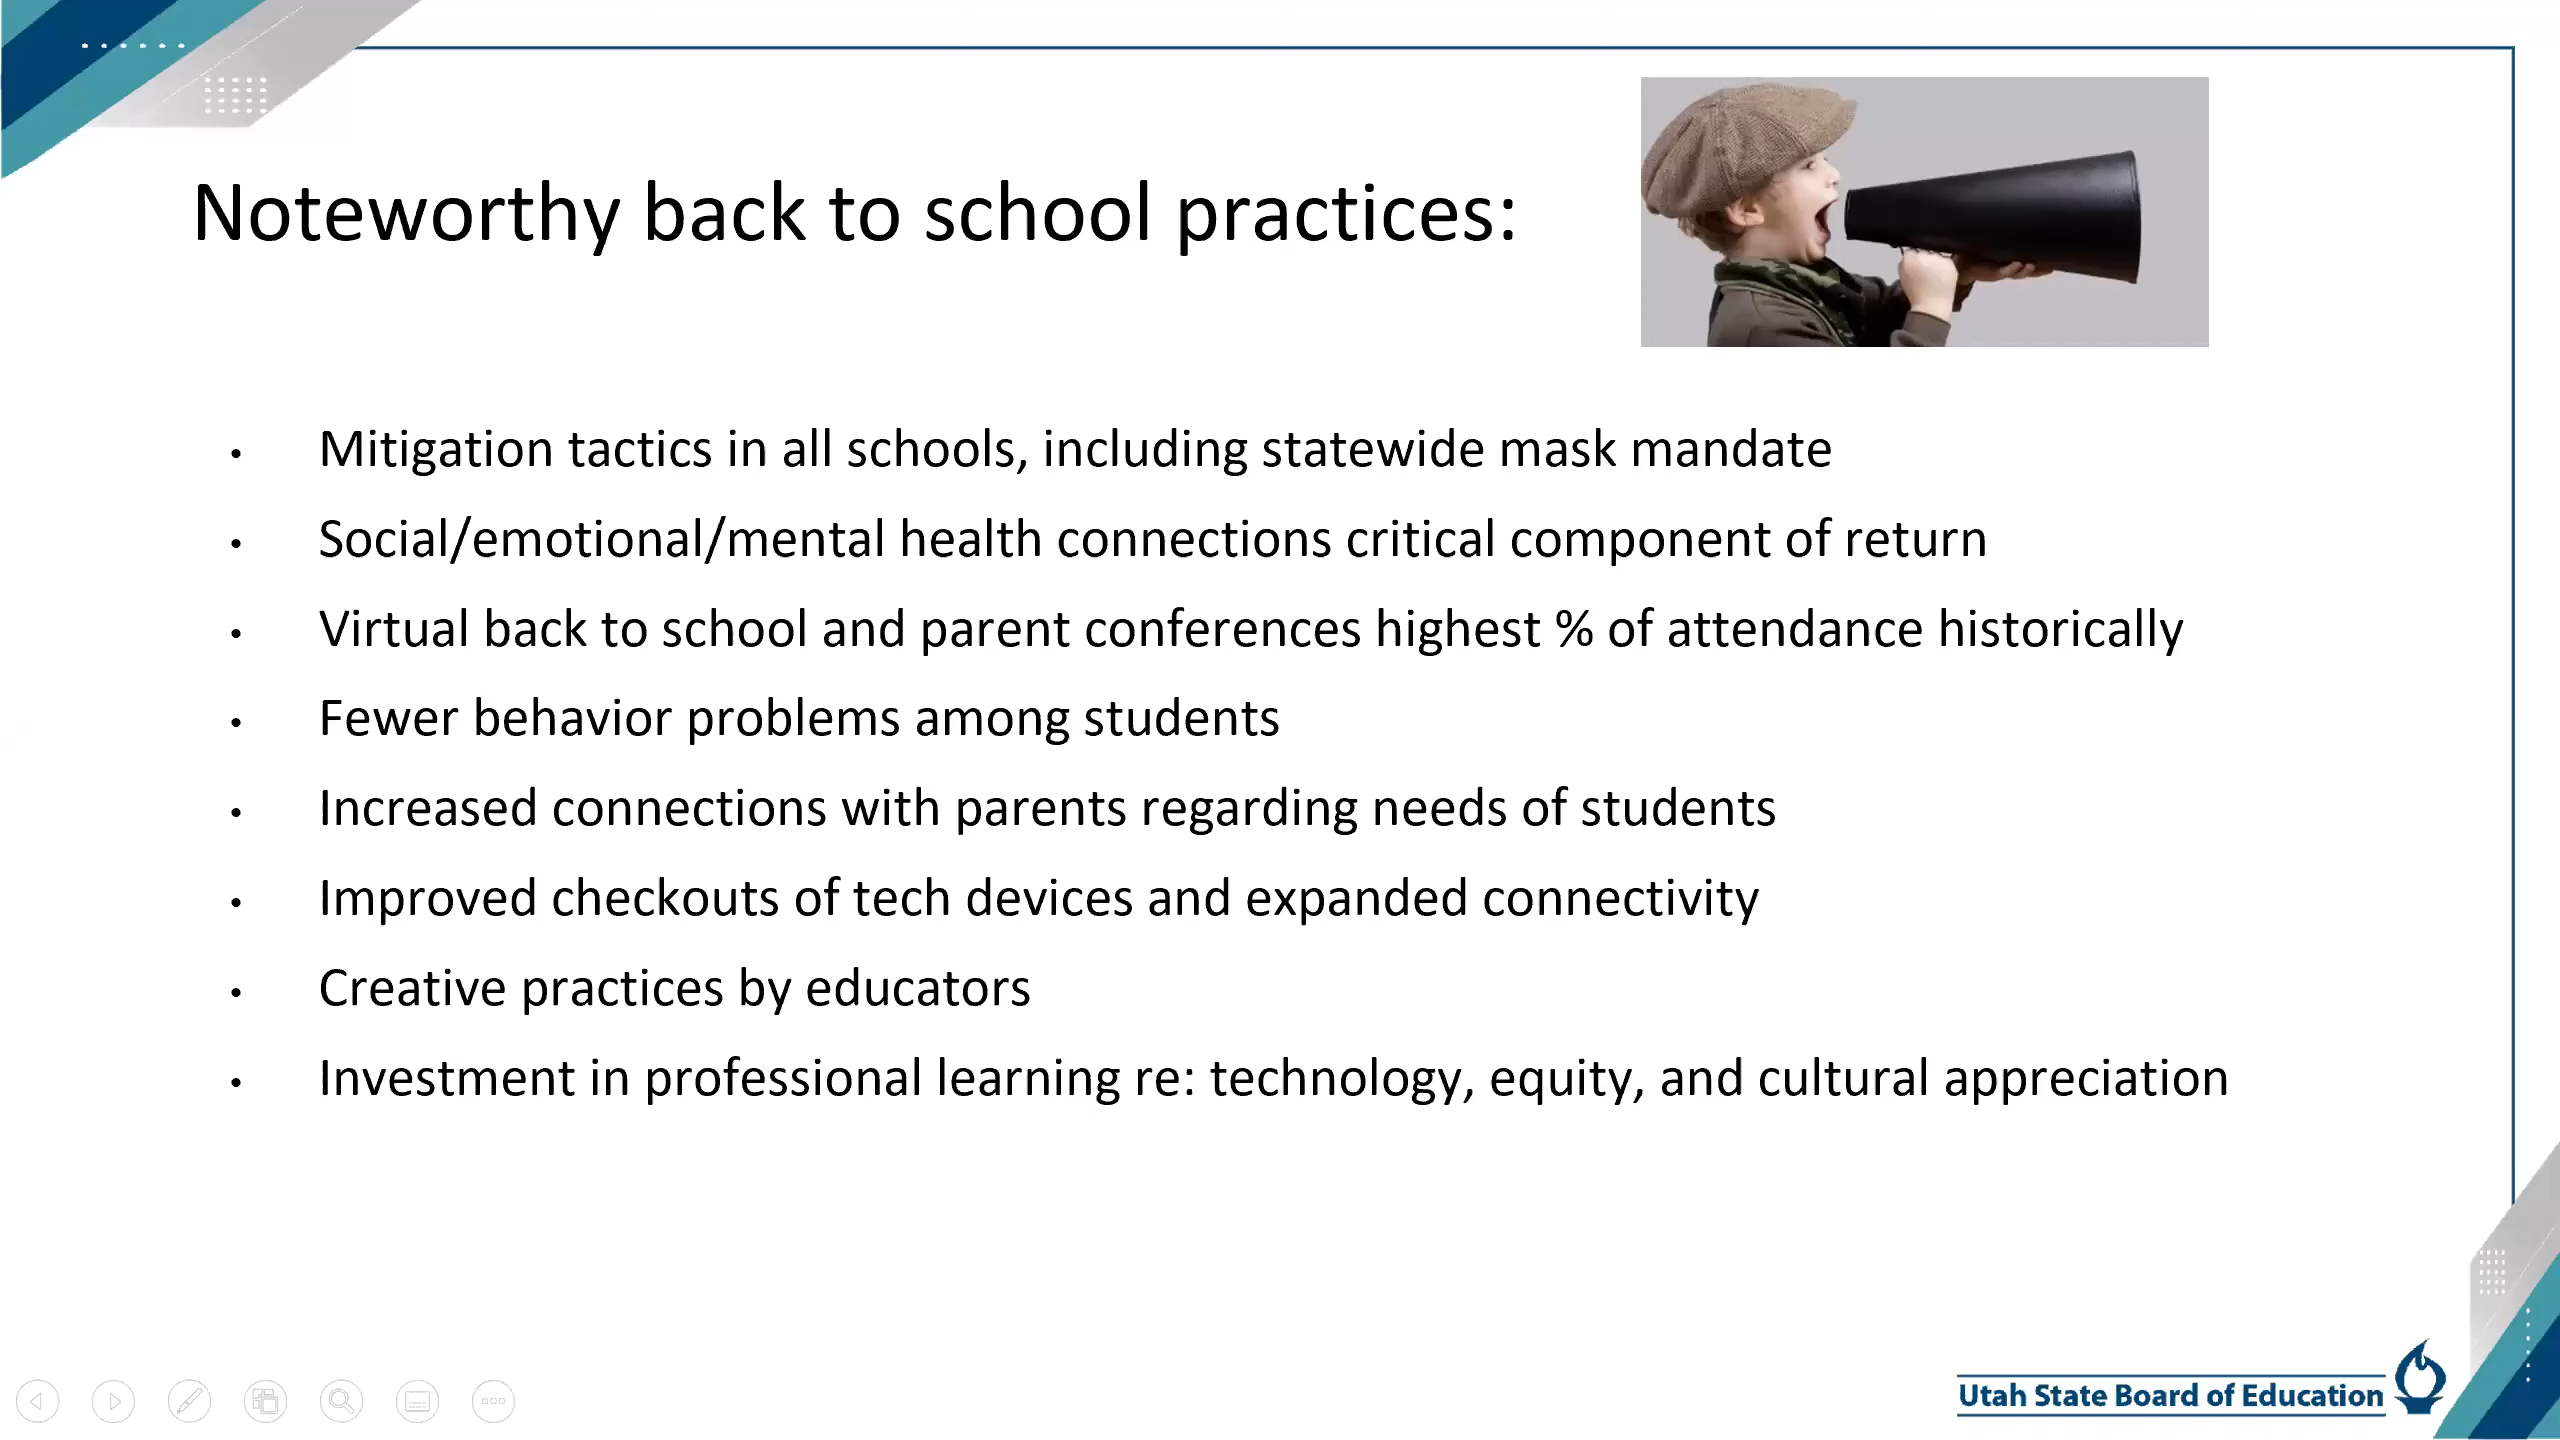 Noteworthy back to school practices:
• Mitigation tactics in all schools, including statewide mask mandate
• Social/emotional/mental health connections critical component of return
• Virtual back to school and parent conferences highest % of attendance historically
• Fewer behavior problems among students
• Increased connections with parents regarding needs of students
• Improved checkouts of tech devices and expanded connectivity
• Creative practices by educators
• Investment in professional learning re: technology, equity, and cultural appreciation
Utah State Board of Education